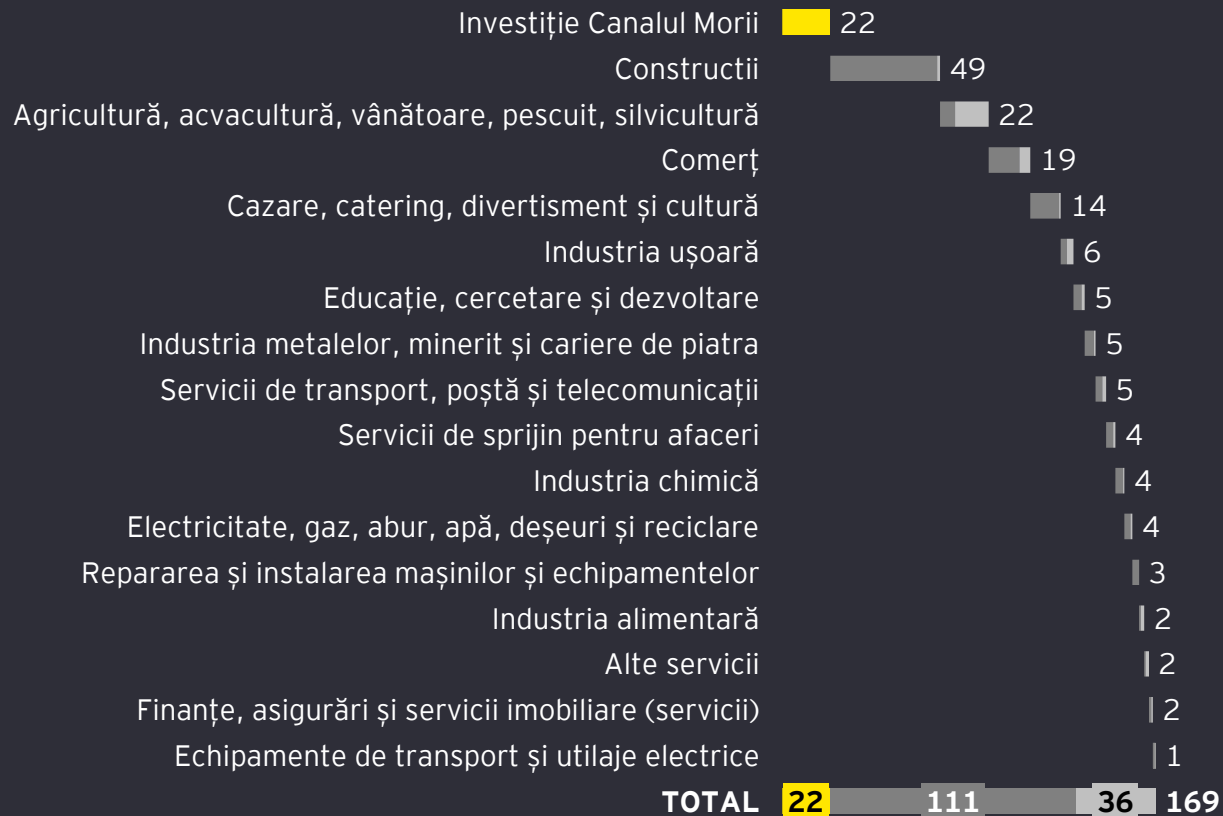 Investiție Canalul Morii 22
Constructii 49
Agricultură, acvacultură, vânătoare, pescuit, silvicultură 22
Comerț 19
Cazare, catering, divertisment și cultură 14
Industria ușoară 6
Educație, cercetare și dezvoltare 5
Industria metalelor, minerit și cariere de piatra 5
Servicii de transport, poștă și telecomunicații 5
Servicii de sprijin pentru afaceri 4
Industria chimică 4
Electricitate, gaz, abur, apă, deșeuri și reciclare 4
Repararea și instalarea mașinilor și echipamentelor 3
Industria alimentară 2
Alte servicii 2
Finanțe, asigurări și servicii imobiliare (servicii) 2
Echipamente de transport și utilaje electrice 1
TOTAL 22 111 36 169